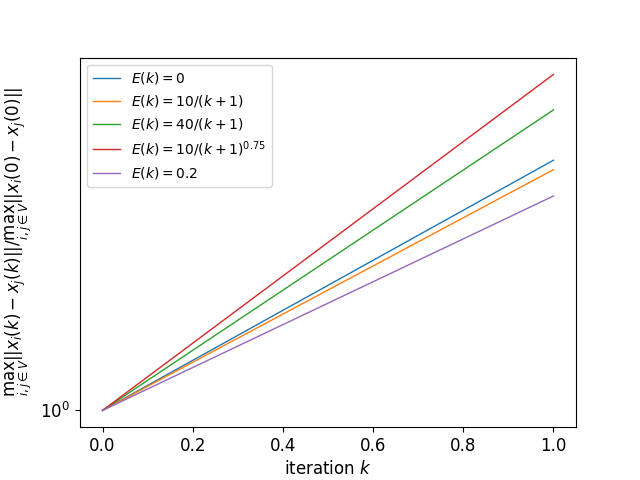 E(k) = 0
E(k) = 10/(k + 1)
E(k) = 40/(k + 1)
E(k) = 10/(k + 1)^0.75
E(k) = 0.2
max_{i,j∈V}||x_i(k) − x_j(k)||/max_{i,j∈V}||x_i(0) − x_j(0)||
10^0
0.0 0.2 0.4 0.6 0.8 1.0
iteration k